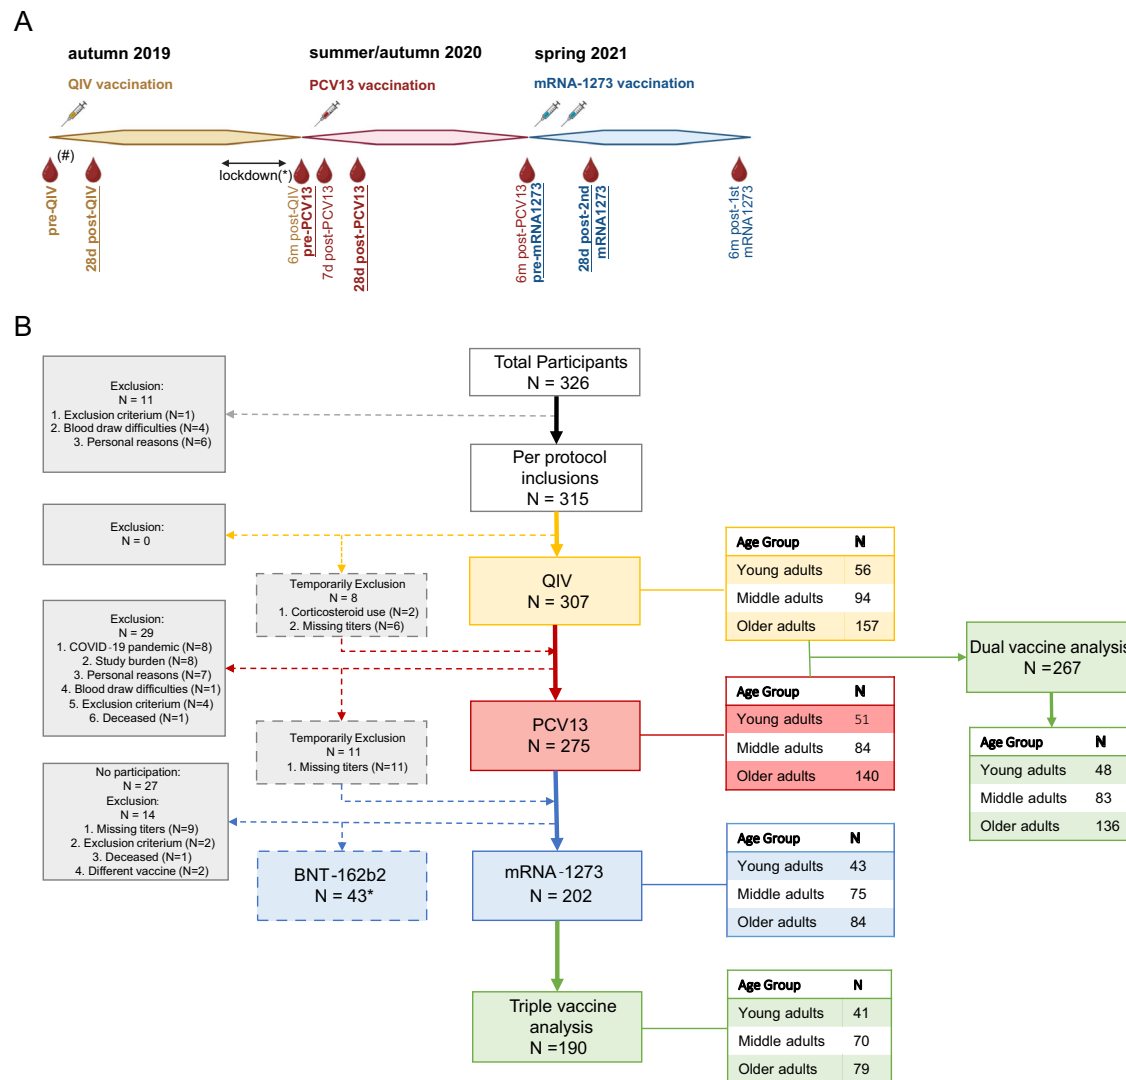 A
autumn 2019
summer/autumn 2020
spring 2021
QIV vaccination
PCV13 vaccination
mRNA-1273 vaccination
(#)
lockdown(*)
pre-QIV
28d post-QIV
6m post-QIV
pre-PCV13
7d post-PCV13
28d post-PCV13
6m post-PCV13
pre-mRNA1273
28d post-2nd
mRNA1273
6m post-1st
mRNA1273
B
Total Participants
N = 326
Exclusion:
N = 11
1. Exclusion criterium (N=1)
2. Blood draw difficulties (N=4)
3. Personal reasons (N=6)
Per protocol
inclusions
N = 315
Exclusion:
N = 0
QIV
N = 307
Age Group N
Young adults 56
Middle adults 94
Older adults 157
Temporarily Exclusion
N = 8
1. Corticosteroid use (N=2)
2. Missing titers (N=6)
Exclusion:
N = 29
1. COVID-19 pandemic (N=8)
2. Study burden (N=8)
3. Personal reasons (N=7)
4. Blood draw difficulties (N=1)
5. Exclusion criterium (N=4)
6. Deceased (N=1)
Dual vaccine analysis
N =267
PCV13
N = 275
Age Group N
Young adults 51
Middle adults 84
Older adults 140
Temporarily Exclusion
N = 11
1. Missing titers (N=11)
Age Group N
Young adults 48
Middle adults 83
Older adults 136
No participation:
N = 27
Exclusion:
N = 14
1. Missing titers (N=9)
2. Exclusion criterium (N=2)
3. Deceased (N=1)
4. Different vaccine (N=2)
BNT-162b2
N = 43*
mRNA-1273
N = 202
Age Group N
Young adults 43
Middle adults 75
Older adults 84
Triple vaccine
analysis
N =190
Age Group N
Young adults 41
Middle adults 70
Older adults 79